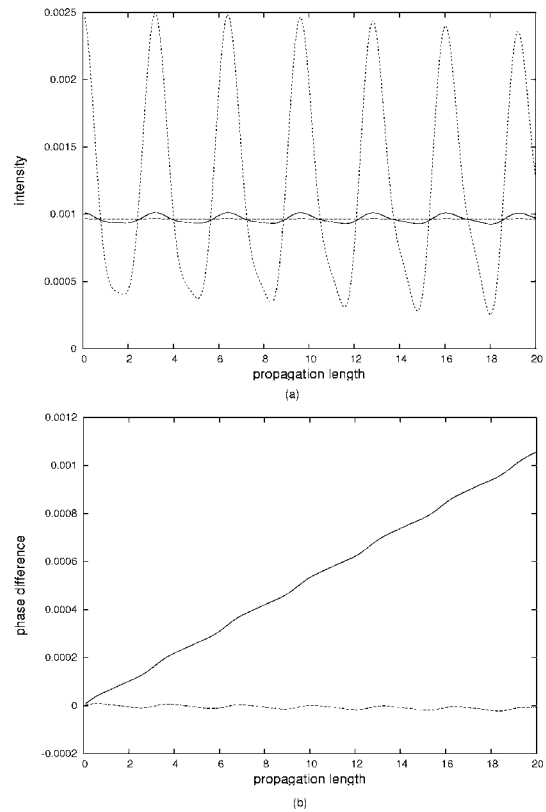 0.0025
0.002
0.0015
0.001
0.0005
0
intensity
0 2 4 6 8 10 12 14 16 18 20
propagation length
(a)
0.0012
0.001
0.0008
0.0006
0.0004
0.0002
0
-0.0002
phase difference
0 2 4 6 8 10 12 14 16 18 20
propagation length
(b)